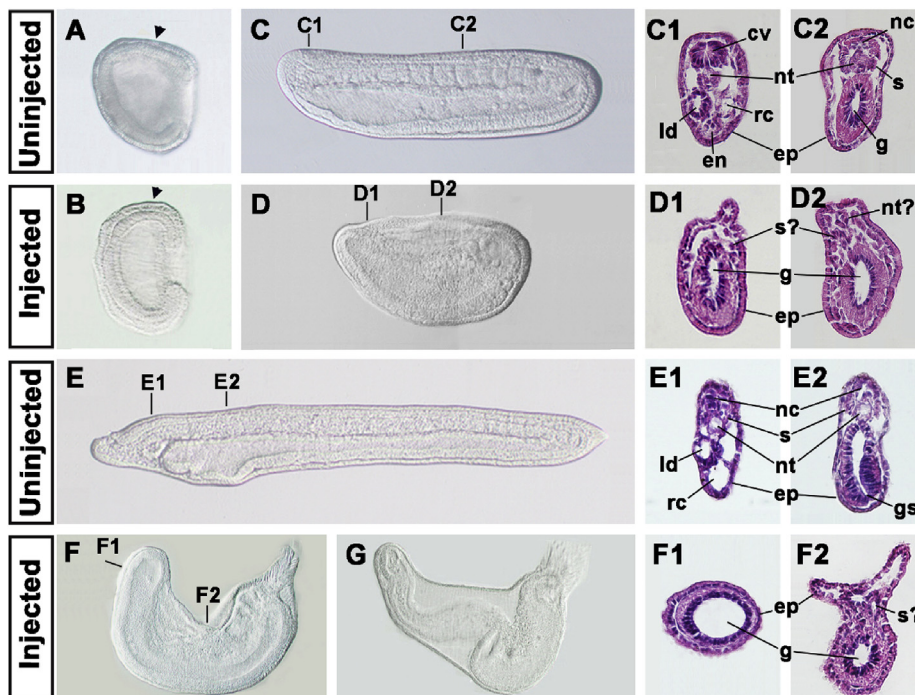 Uninjected
A
C
C1
C2
C1
cv
nt
ld
rc
en
ep
C2
nc
s
g
Injected
B
D
D1
D2
D1
s?
g
ep
D2
nt?
Uninjected
E
E1
E2
E1
nc
s
ld
nt
rc
ep
E2
gs
Injected
F
F1
F2
G
F1
ep
g
F2
s?